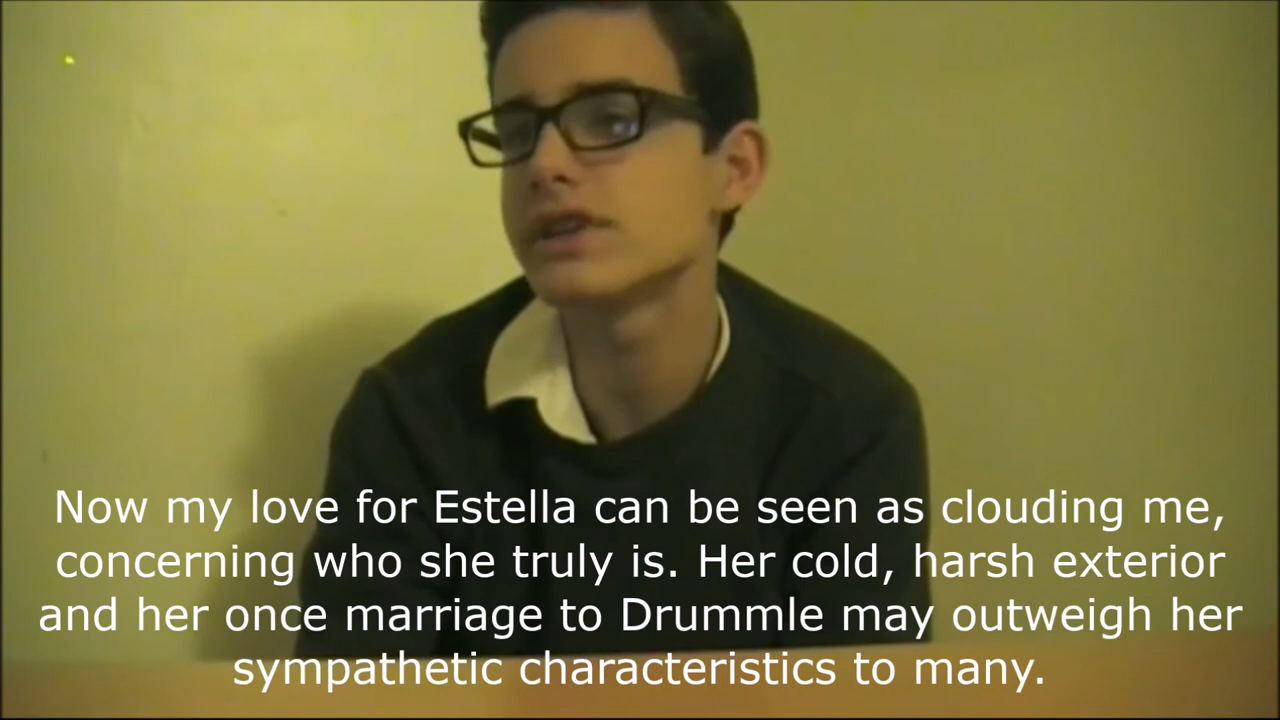 Now my love for Estella can be seen as clouding me,
concerning who she truly is. Her cold, harsh exterior
and her once marriage to Drummle may outweigh her
sympathetic characteristics to many.